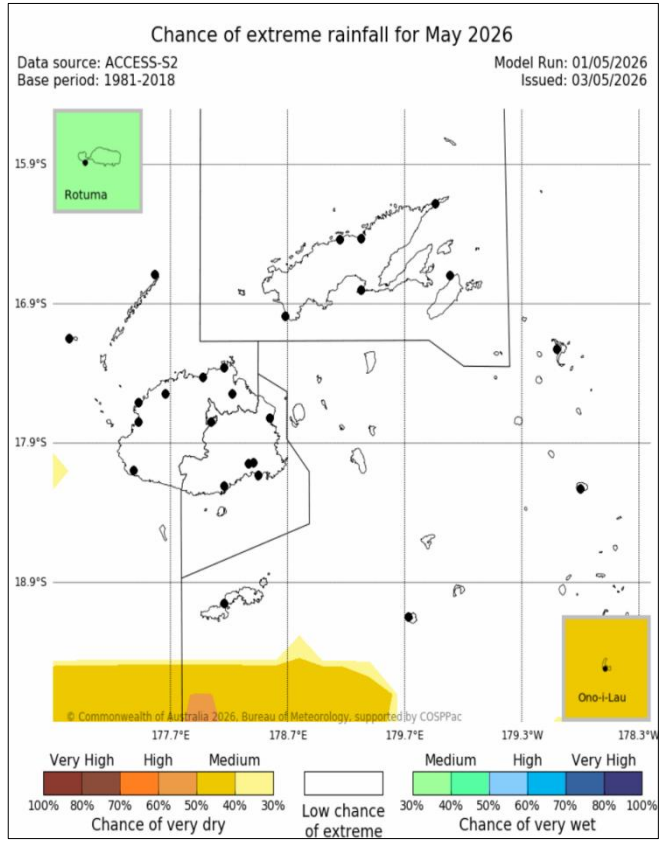 Chance of extreme rainfall for May 2026
Data source: ACCESS-S2
Model Run: 01/05/2026
Base period: 1981-2018
Issued: 03/05/2026
15.9°S
Rotuma
16.9°S
17.9°S
18.9°S
Ono-i-Lau
© Commonwealth of Australia 2026, Bureau of Meteorology, supported by COSPPac
177.7°E 178.7°E 179.7°E 179.3°W 178.3°W
Very High High Medium
Medium High Very High
100% 80% 70% 60% 50% 40% 30%
30% 40% 50% 60% 70% 80% 100%
Chance of very dry
Low chance
of extreme
Chance of very wet